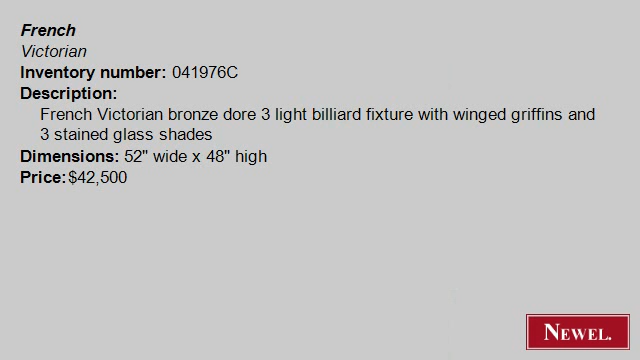 French
Victorian
Inventory number: 041976C
Description:
French Victorian bronze dore 3 light billiard fixture with winged griffins and
3 stained glass shades
Dimensions: 52" wide x 48" high
Price:$42,500
NEWEL.